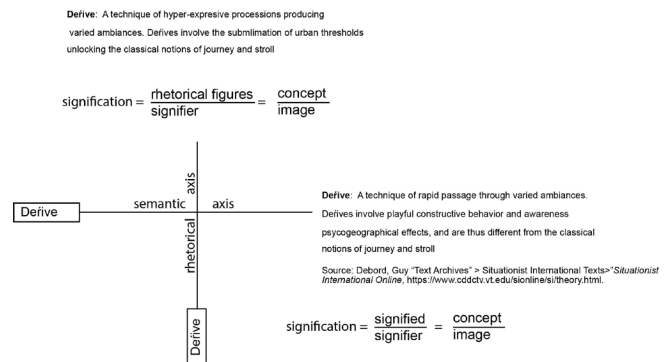 Deŕive: A technique of hyper-expresive processions producing
varied ambiances. Deŕives involve the submlimation of urban thresholds
unlocking the classical notions of journey and stroll
signification = rhetorical figures / signifier = concept / image
axis
semantic axis
Deŕive
rhetorical
Deŕive
Deŕive: A technique of rapid passage through varied ambiances.
Deŕives involve playful constructive behavior and awareness
psycogeographical effects, and are thus different from the classical
notions of journey and stroll
Source: Debord, Guy “Text Archives” > Situationist International Texts>”Situationist
International Online, https://www.cddctv.vt.edu/sionline/si/theory.html.
signification = signified / signifier = concept / image